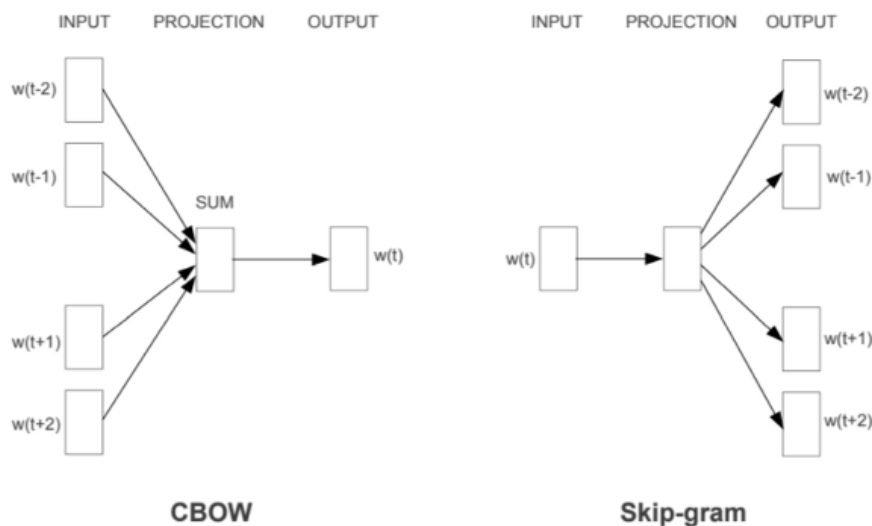 INPUT PROJECTION OUTPUT
w(t-2)
w(t-1)
SUM
w(t)
w(t+1)
w(t+2)
CBOW
INPUT PROJECTION OUTPUT
w(t-2)
w(t-1)
w(t)
w(t+1)
w(t+2)
Skip-gram